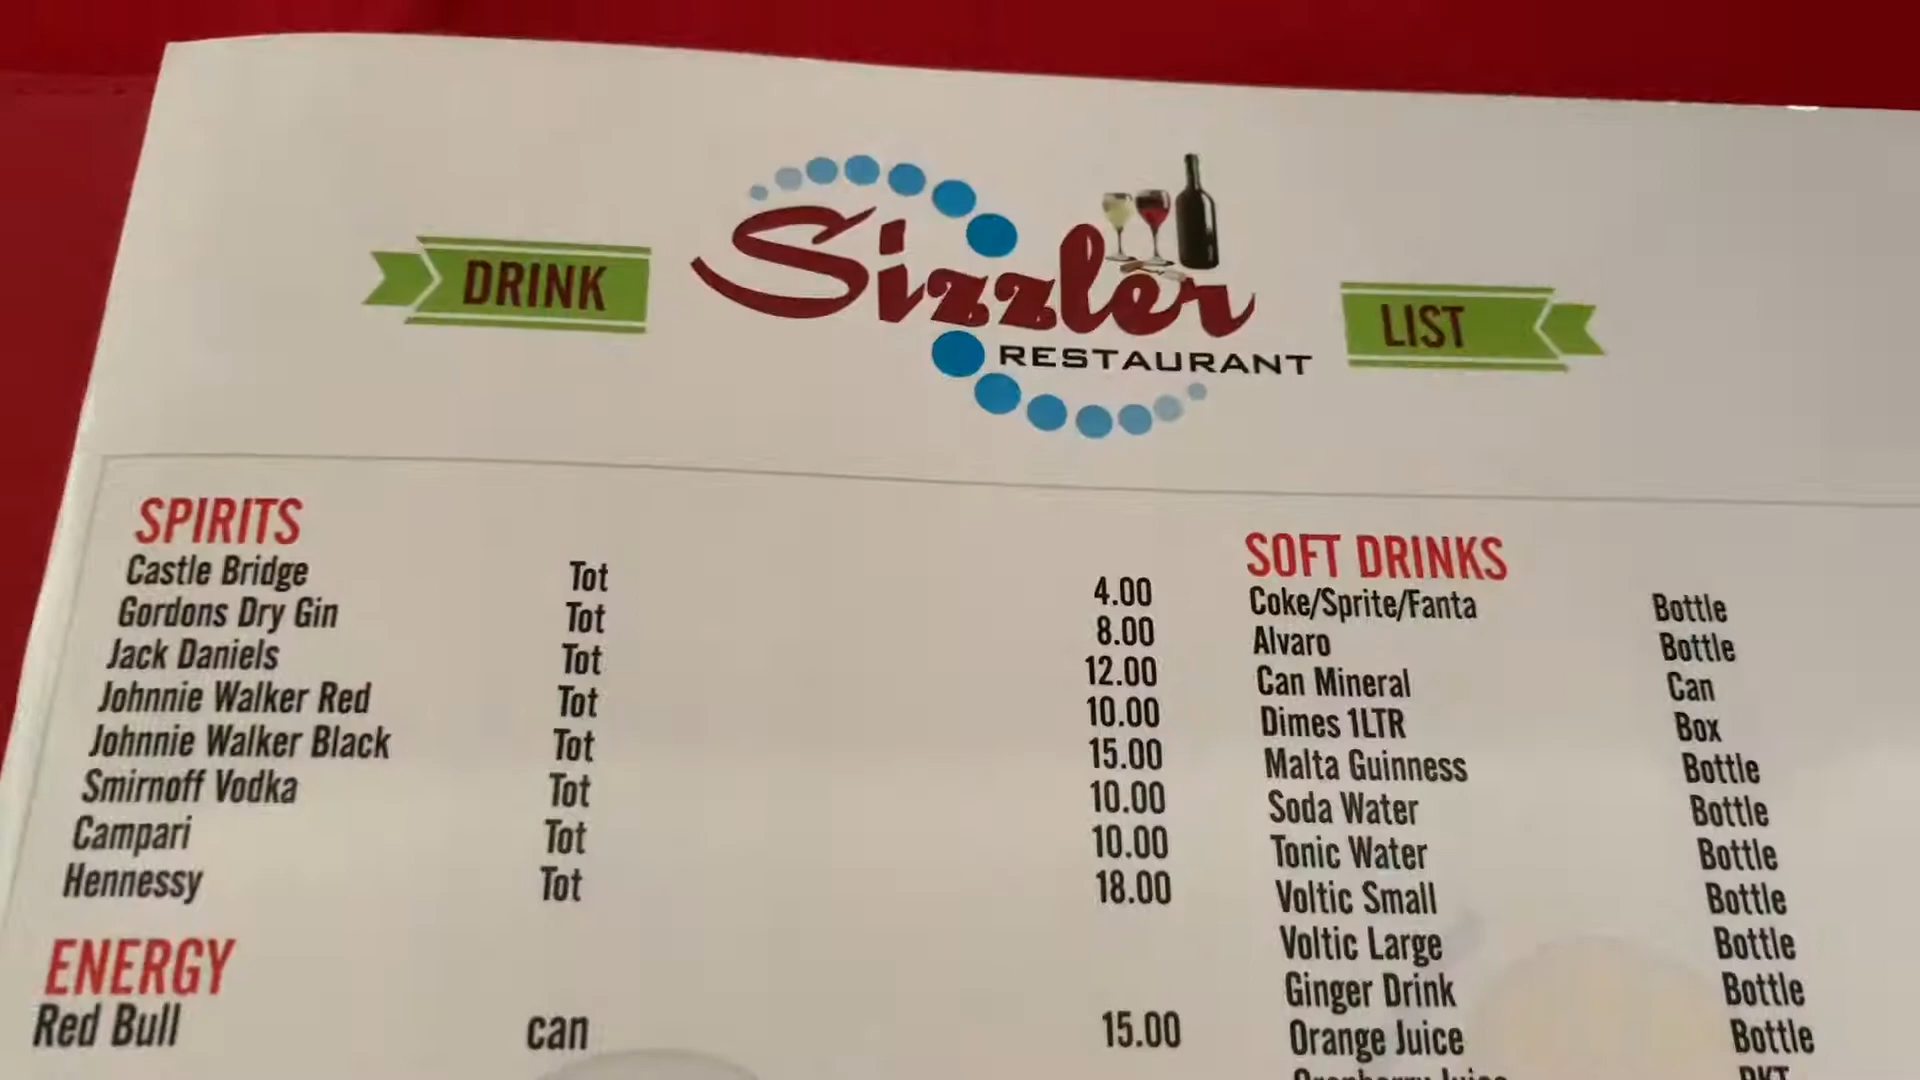 DRINK
Sizzler
RESTAURANT
LIST
SPIRITS
Castle Bridge Tot 4.00
Gordons Dry Gin Tot 8.00
Jack Daniels Tot 12.00
Johnnie Walker Red Tot 10.00
Johnnie Walker Black Tot 15.00
Smirnoff Vodka Tot 10.00
Campari Tot 10.00
Hennessy Tot 18.00
ENERGY
Red Bull can 15.00
SOFT DRINKS
Coke/Sprite/Fanta Bottle
Alvaro Bottle
Can Mineral Can
Dimes 1LTR Box
Malta Guinness Bottle
Soda Water Bottle
Tonic Water Bottle
Voltic Small Bottle
Voltic Large Bottle
Ginger Drink Bottle
Orange Juice Bottle